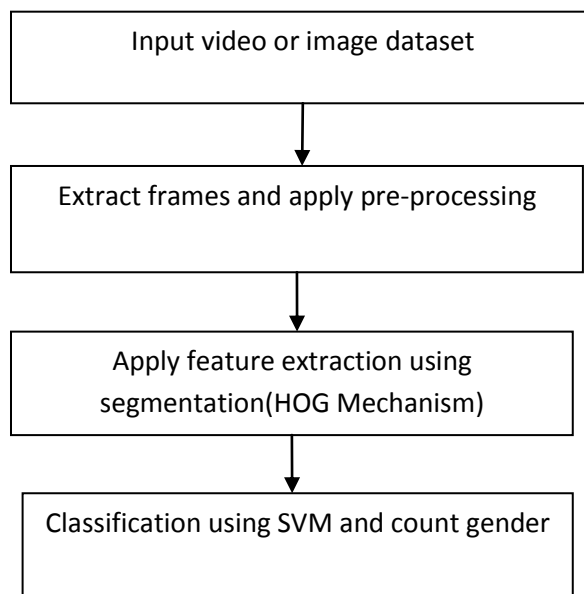 Input video or image dataset
Extract frames and apply pre-processing
Apply feature extraction using
segmentation(HOG Mechanism)
Classification using SVM and count gender